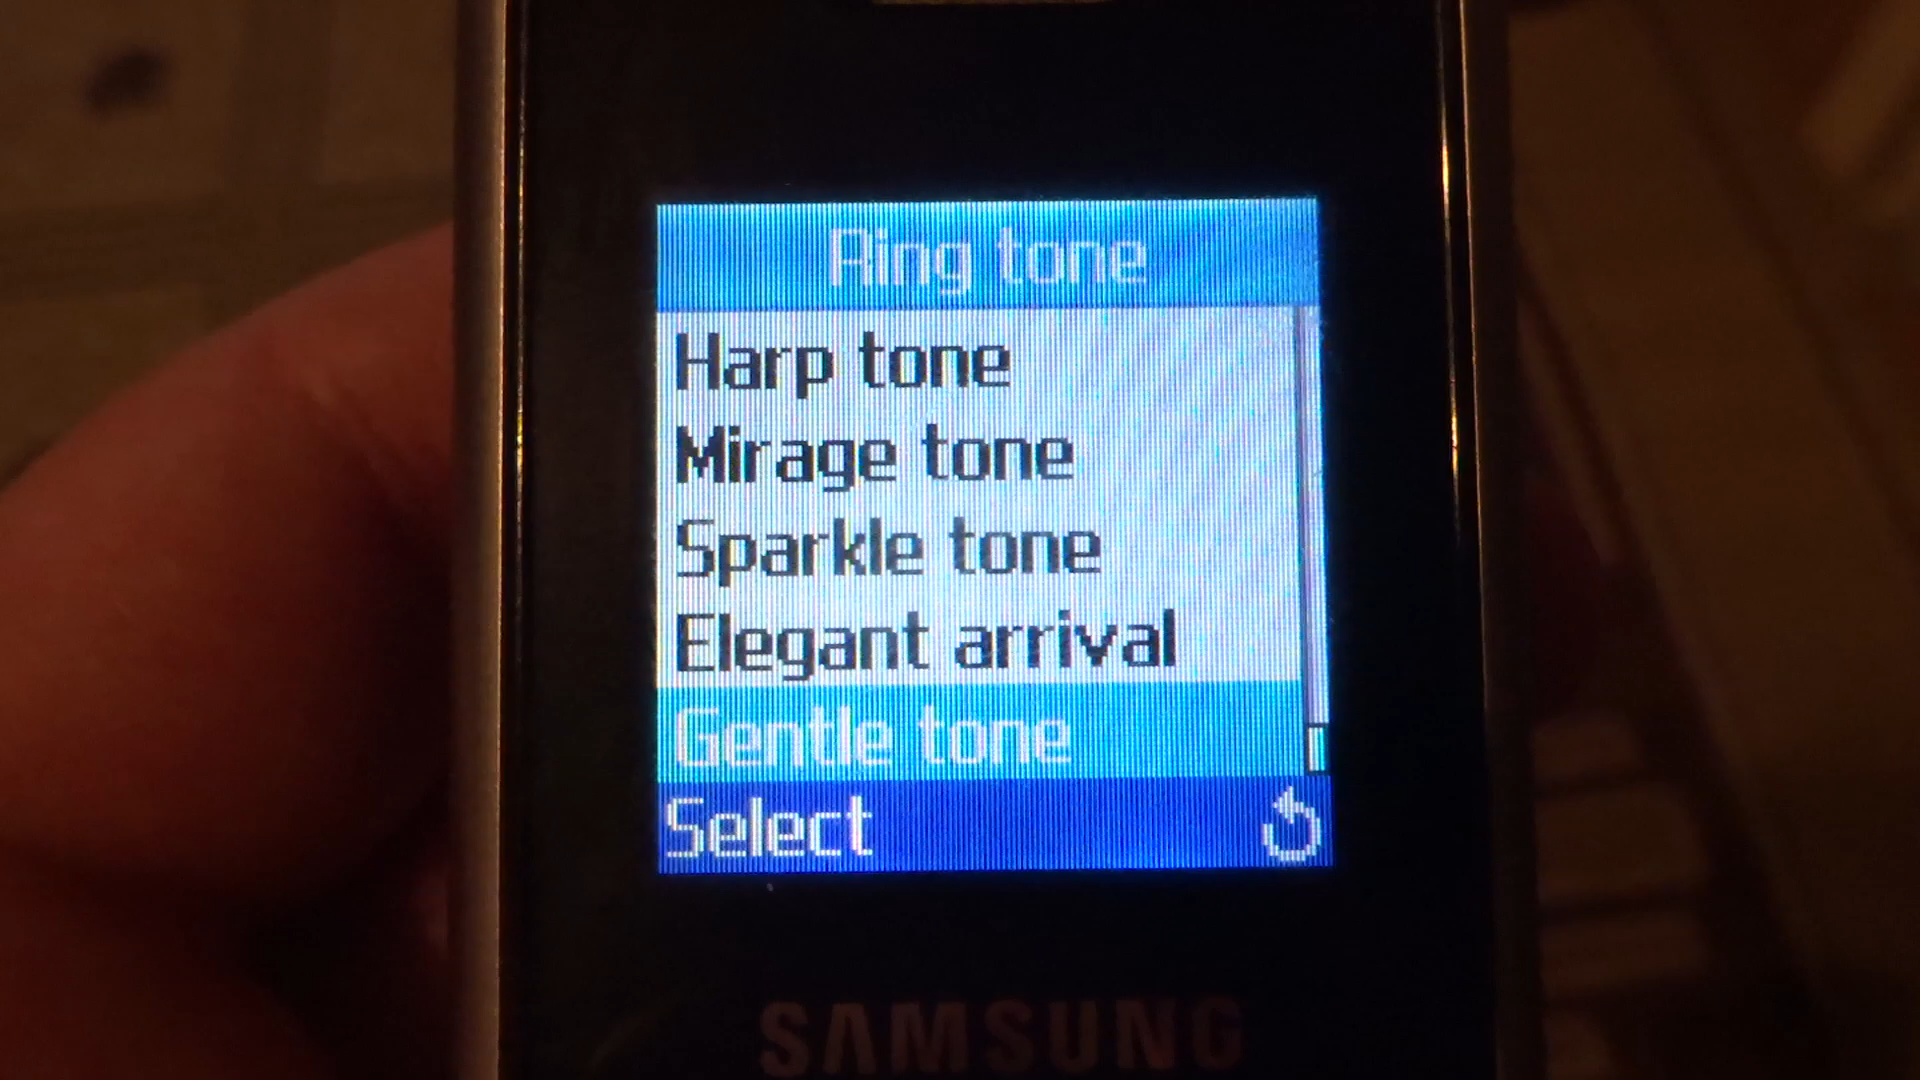 Ring tone
Harp tone
Mirage tone
Sparkle tone
Elegant arrival
Gentle tone
Select
SAMSUNG